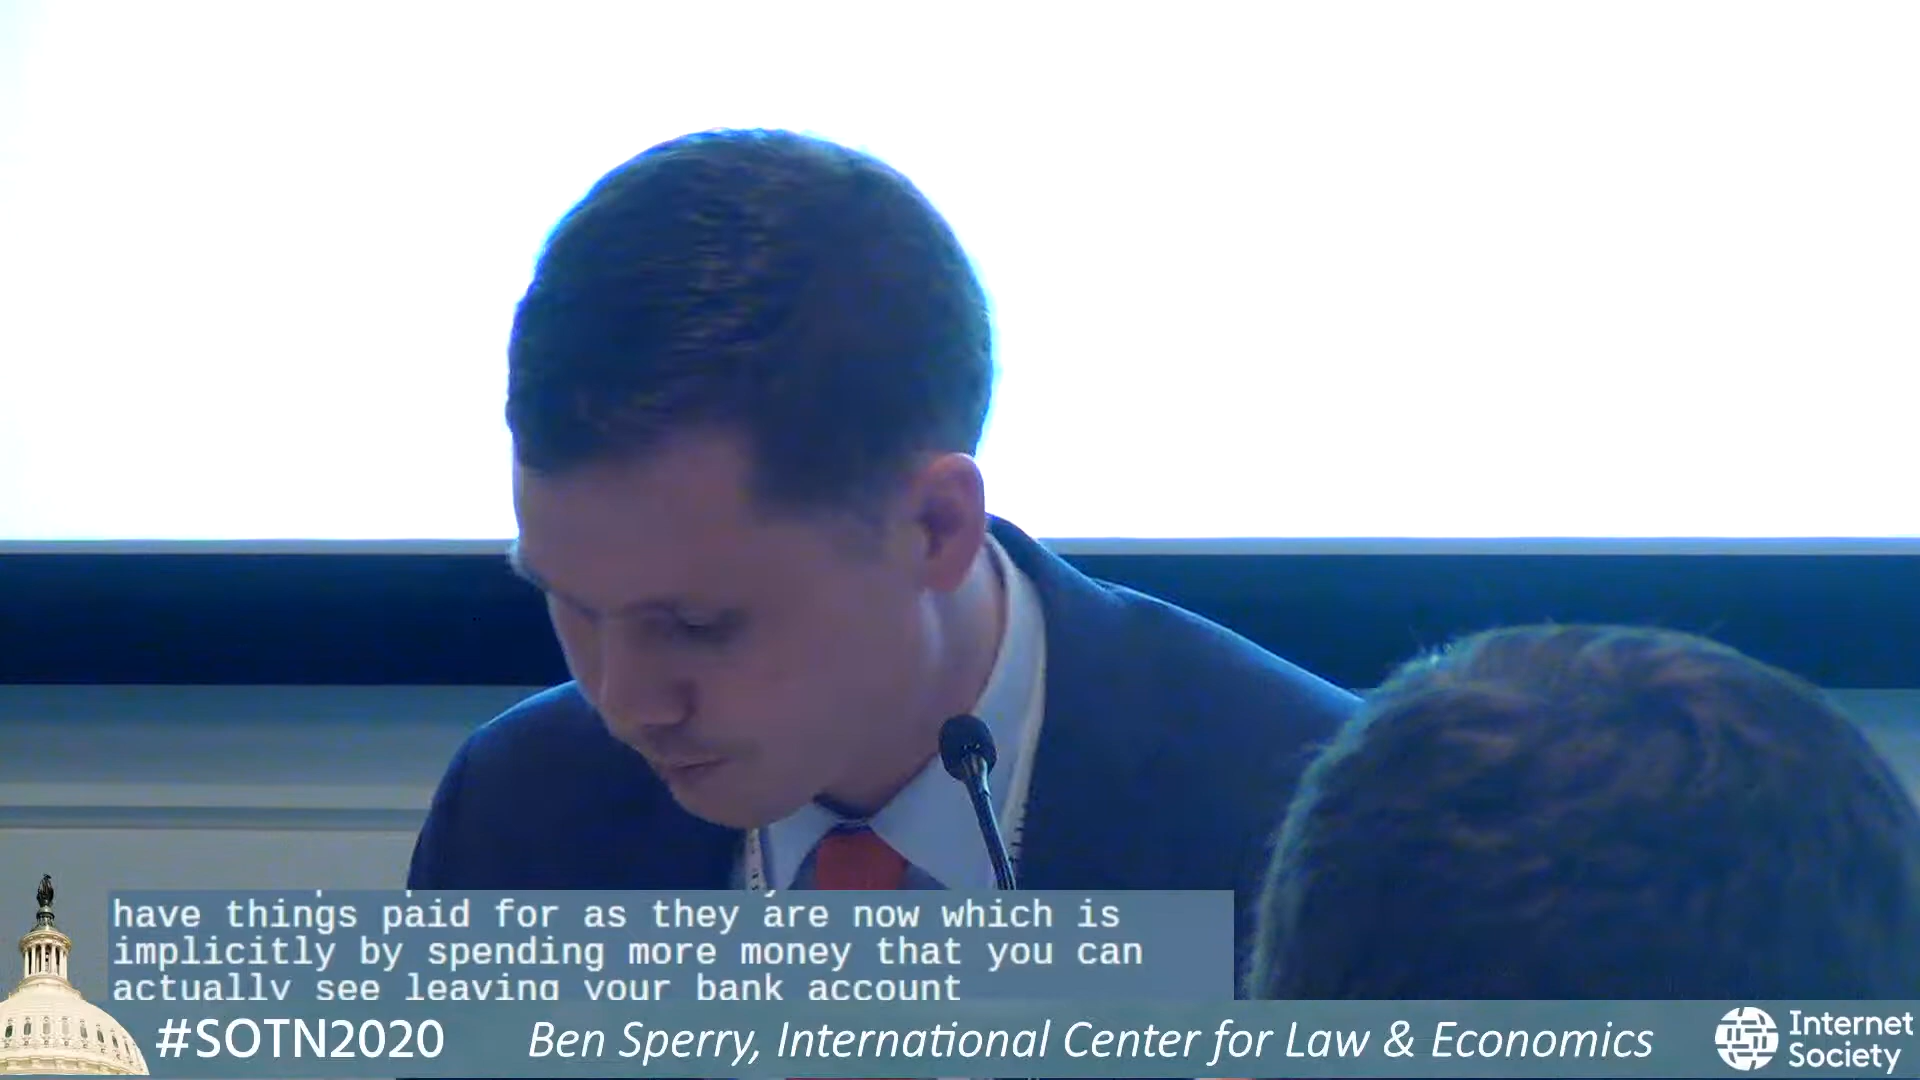 have things paid for as they are now which is
implicitly by spending more money that you can
actually see leaving your bank account
#SOTN2020
Ben Sperry, International Center for Law & Economics
Internet
Society